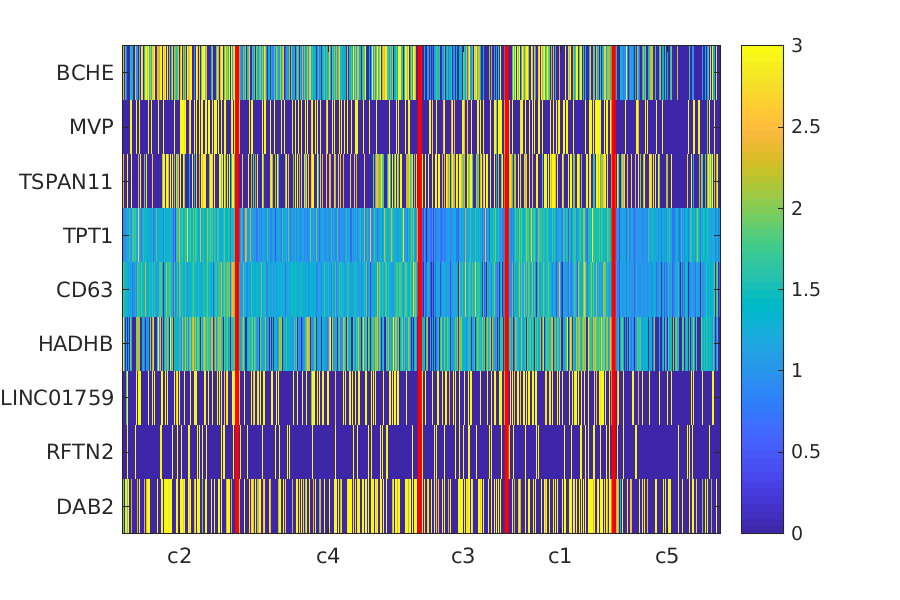 BCHE
MVP
TSPAN11
TPT1
CD63
HADHB
LINC01759
RFTN2
DAB2
c2 c4 c3 c1 c5
3
2.5
2
1.5
1
0.5
0